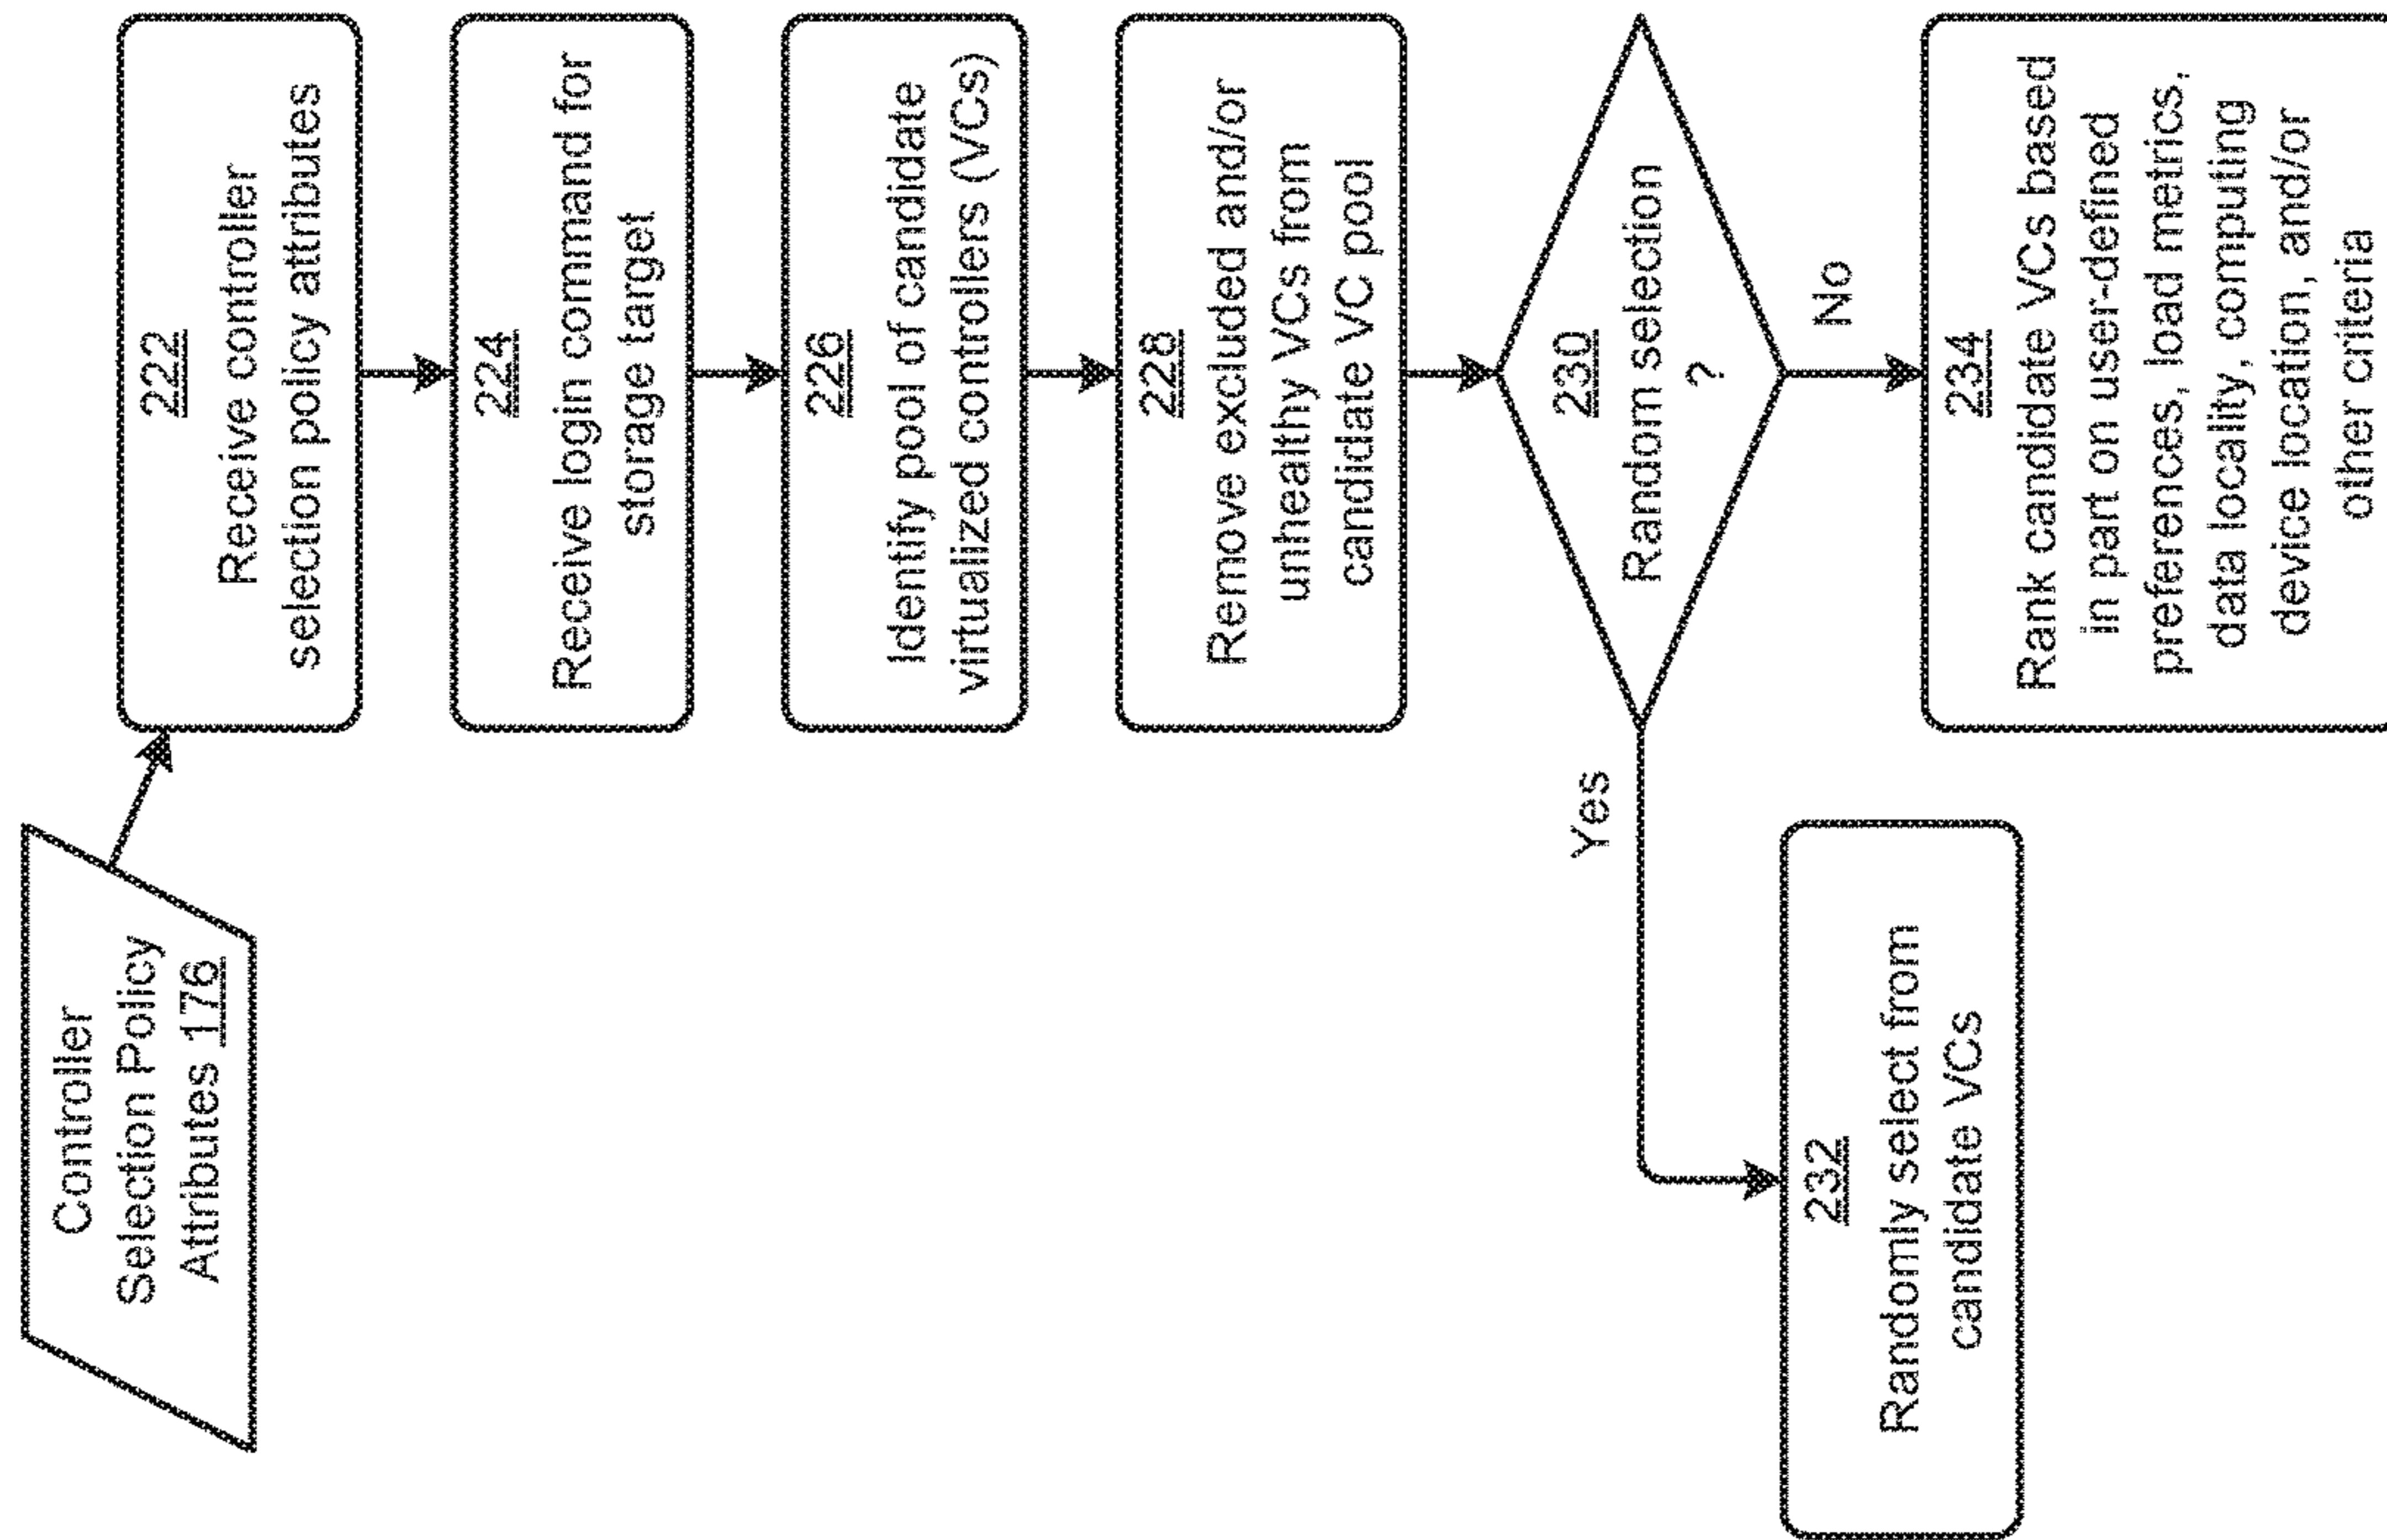 Controller
Selection Policy
Attributes 176
222
Receive controller
selection policy attributes
224
Receive login command for
storage target
226
Identify pool of candidate
virtualized controllers (VCs)
228
Remove excluded and/or
unhealthy VCs from
candidate VC pool
230
Random selection
?
Yes
No
232
Randomly select from
candidate VCs
234
Rank candidate VCs based
in part on user-defined
preferences, load metrics,
data locality, computing
device location, and/or
other criteria